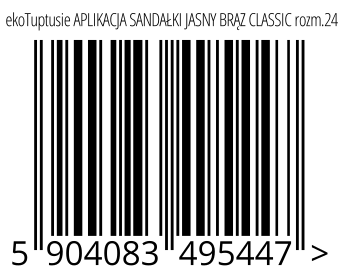 ekoTuptusie APLIKACJA SANDAŁKI JASNY BRĄZ CLASSIC rozm.24
5 904083 495447 >